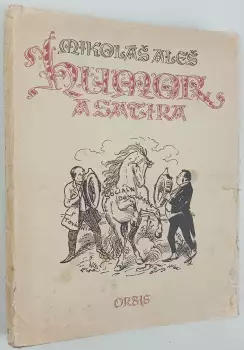 MIKOLÁŠ ALEŠ
HUMOR
A SATIRA
ORBIS